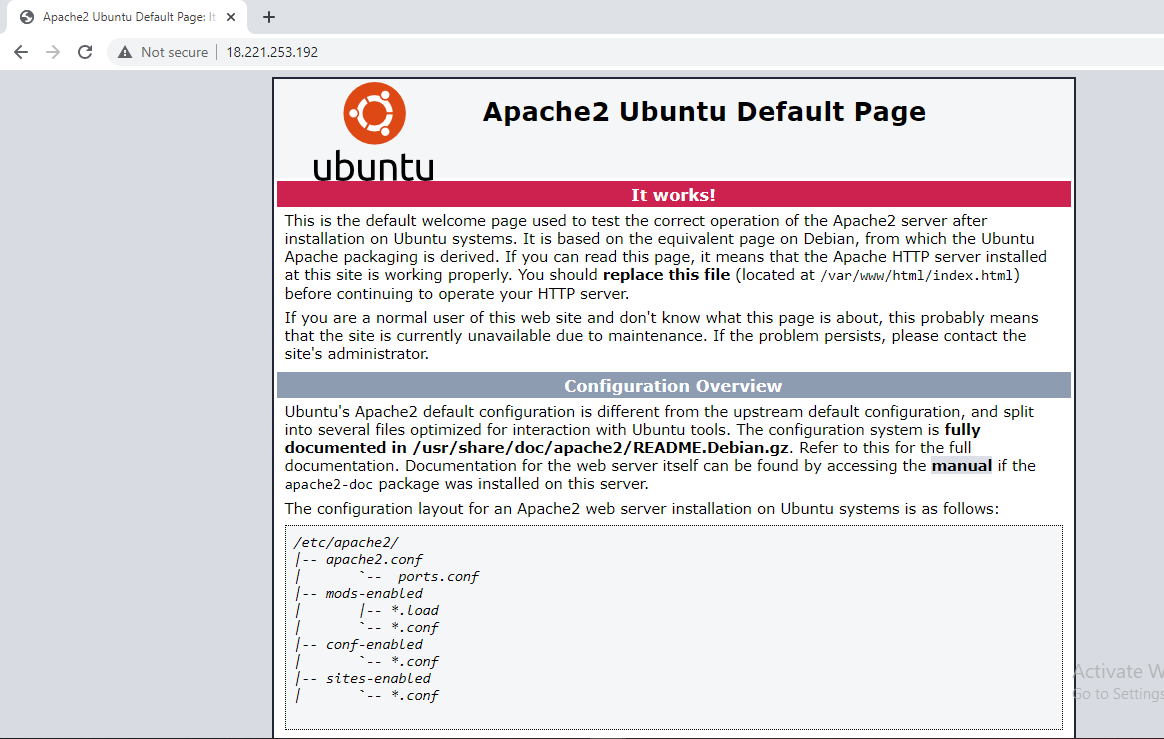 Apache2 Ubuntu Default Page: It
Not secure | 18.221.253.192
ubuntu
Apache2 Ubuntu Default Page
It works!
This is the default welcome page used to test the correct operation of the Apache2 server after
installation on Ubuntu systems. It is based on the equivalent page on Debian, from which the Ubuntu
Apache packaging is derived. If you can read this page, it means that the Apache HTTP server installed
at this site is working properly. You should replace this file (located at /var/www/html/index.html)
before continuing to operate your HTTP server.
If you are a normal user of this web site and don't know what this page is about, this probably means
that the site is currently unavailable due to maintenance. If the problem persists, please contact the
site's administrator.
Configuration Overview
Ubuntu's Apache2 default configuration is different from the upstream default configuration, and split
into several files optimized for interaction with Ubuntu tools. The configuration system is fully
documented in /usr/share/doc/apache2/README.Debian.gz. Refer to this for the full
documentation. Documentation for the web server itself can be found by accessing the manual if the
apache2-doc package was installed on this server.
The configuration layout for an Apache2 web server installation on Ubuntu systems is as follows:
/etc/apache2/
|-- apache2.conf
|       `--  ports.conf
|-- mods-enabled
|       |-- *.load
|       `-- *.conf
|-- conf-enabled
|       `-- *.conf
|-- sites-enabled
|       `-- *.conf
Activate W
Go to Settings